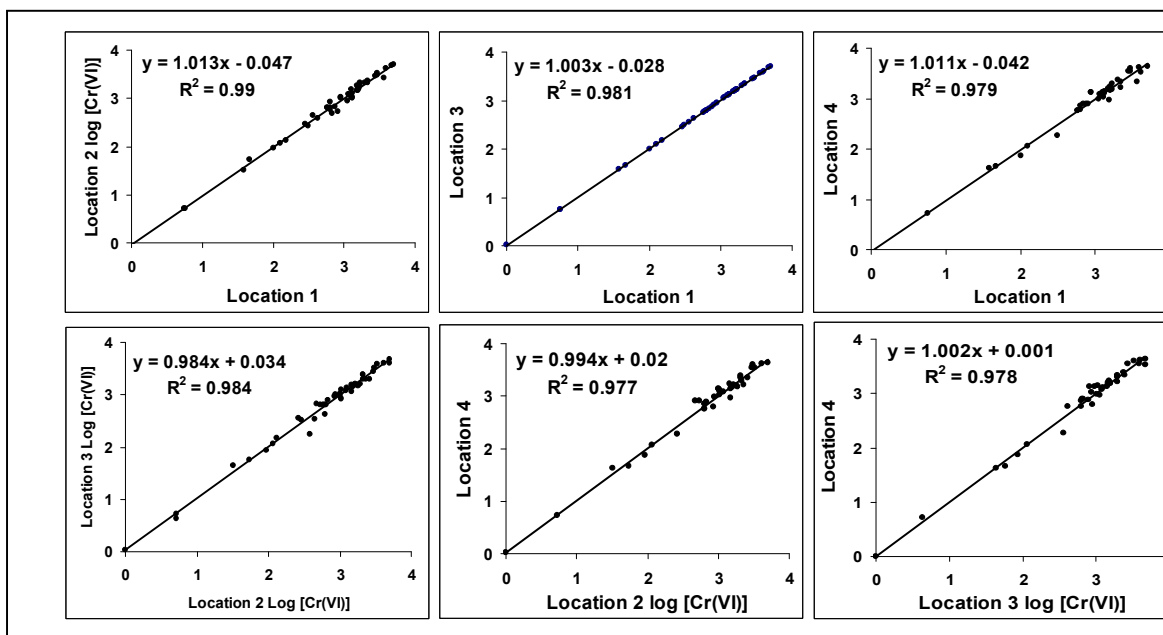 y = 1.013x - 0.047
R² = 0.99
Location 2 log [Cr(VI)]
4
3
2
1
0
0 1 2 3 4
Location 1
y = 1.003x - 0.028
R² = 0.981
Location 3
4
3
2
1
0
0 1 2 3 4
Location 1
y = 1.011x - 0.042
R² = 0.979
Location 4
4
3
2
1
0
0 1 2 3
Location 1
y = 0.984x + 0.034
R² = 0.984
Location 3 Log [Cr(VI)]
4
3
2
1
0
0 1 2 3 4
Location 2 Log [Cr(VI)]
y = 0.994x + 0.02
R² = 0.977
Location 4
4
3
2
1
0
0 1 2 3 4
Location 2 log [Cr(VI)]
y = 1.002x + 0.001
R² = 0.978
Location 4
4
3
2
1
0
0 1 2 3
Location 3 log [Cr(VI)]